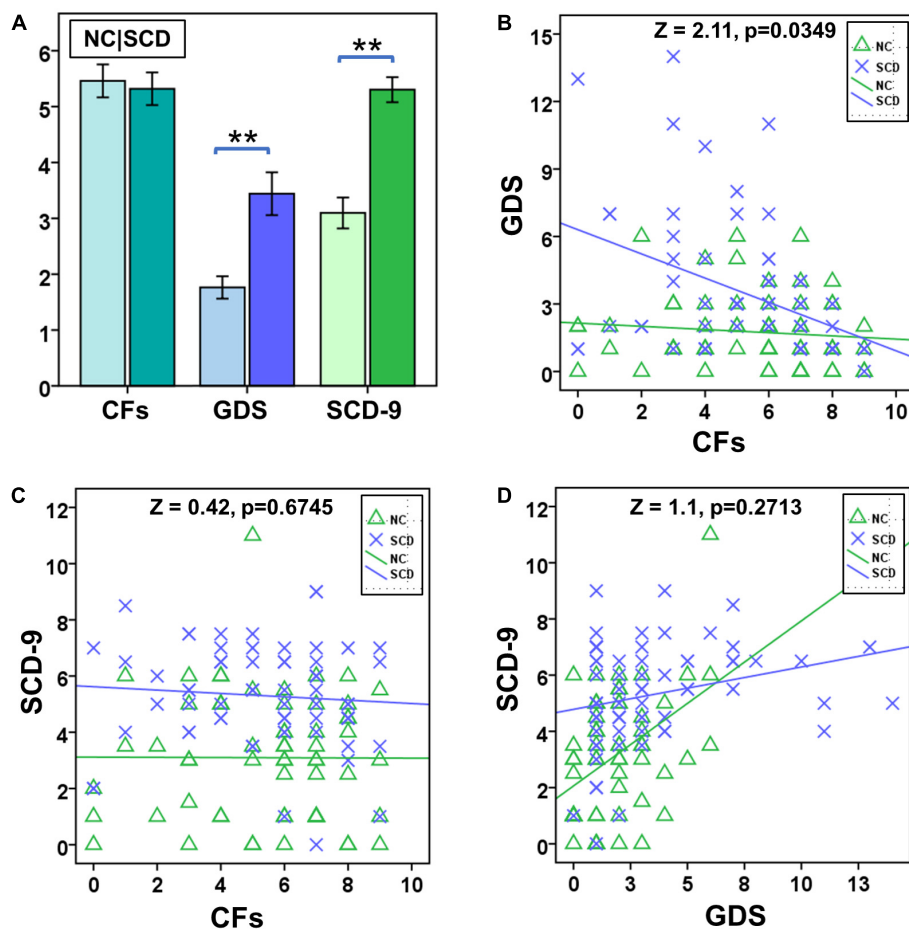 A
NC|SCD
6
5
4
3
2
1
0
**
**
CFs
GDS
SCD-9
B
Z = 2.11, p=0.0349
NC
SCD
NC
SCD
GDS
15
12
9
6
3
0
0
2
4
6
8
10
CFs
C
Z = 0.42, p=0.6745
NC
SCD
NC
SCD
SCD-9
12
10
8
6
4
2
0
0
2
4
6
8
10
CFs
D
Z = 1.1, p=0.2713
NC
SCD
NC
SCD
SCD-9
12
10
8
6
4
2
0
0
3
5
8
10
13
GDS